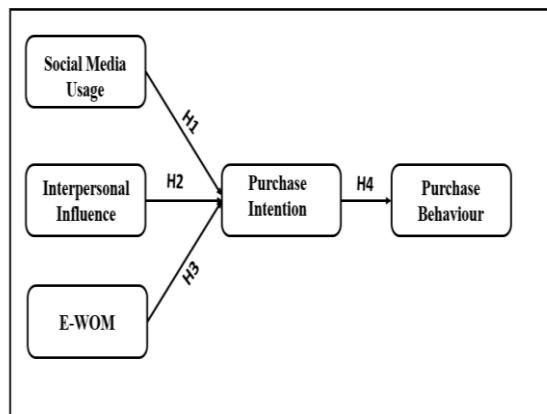 Social Media
Usage
H1
Interpersonal
Influence
H2
Purchase
Intention
H4
Purchase
Behaviour
H3
E-WOM